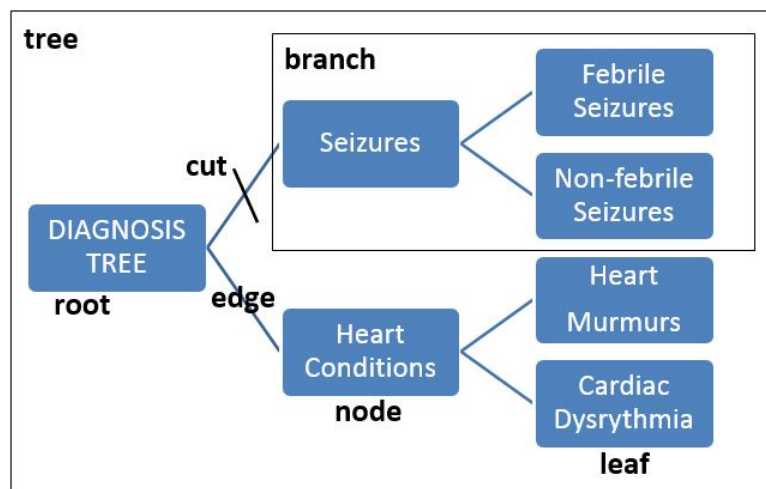 tree
branch
Febrile
Seizures
Seizures
cut
Non-febrile
Seizures
DIAGNOSIS
TREE
root
edge
Heart
Murmurs
Heart
Conditions
node
Cardiac
Dysrythmia
leaf